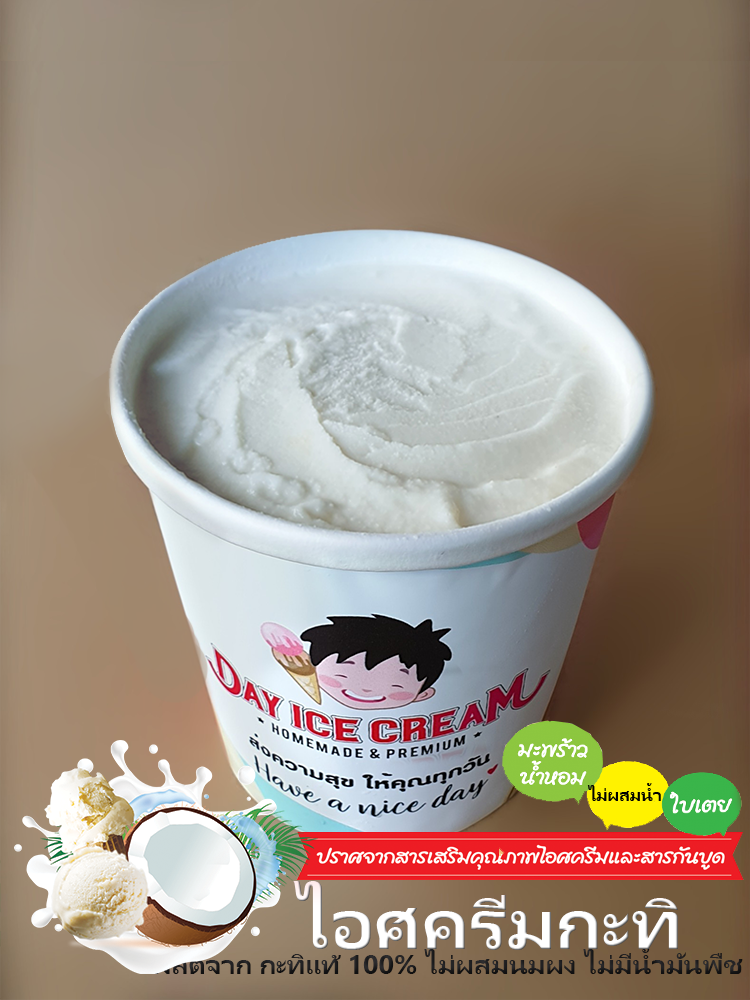 DAY ICE CREAM
* HOMEMADE & PREMIUM *
ส่งความสุข ให้คุณทุกวัน
Have a nice day
มะพร้าว
น้ำหอม
ไม่ผสมน้ำ
ใบเตย
ปราศจากสารเสริมคุณภาพไอศครีมและสารกันบูด
ไอศครีมกะทิ
กะทิแท้ 100% ไม่ผสมนมผง ไม่มีน้ำมันพืช